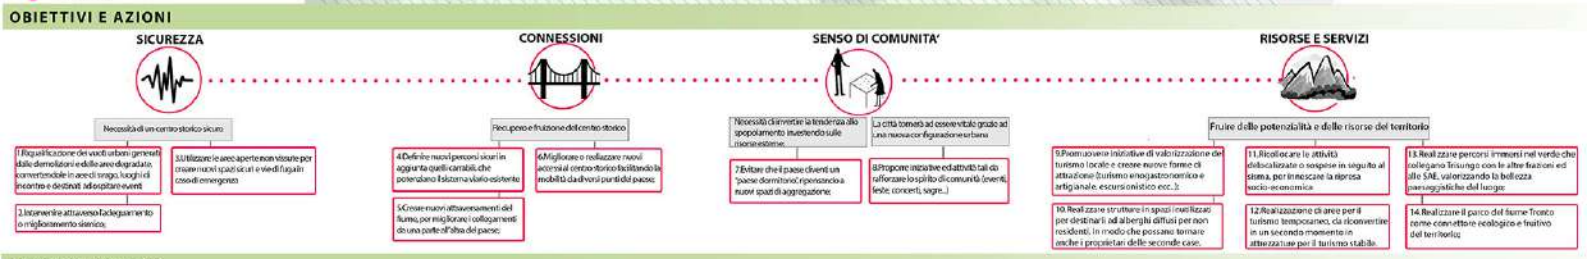 OBIETTIVI E AZIONI
SICUREZZA
Necessità di un centro storico sicuro
1.Riqualificazione dei vuoti urbani generati
dalle demolizioni e delle aree degradate,
convertendole in aree di svago, luoghi di
incontro e destinati ad ospitare eventi
2.Intervenire attraverso l'adeguamento
o miglioramento sismico;
3.Utilizzare le aree aperte non vissute per
creare nuovi spazi sicuri e vie di fuga in
caso di emergenza
CONNESSIONI
Recupero e fruizione del centro storico
4.Definire nuovi percorsi sicuri in
aggiunta quelli carrabili, che
potenziano il sistema viario esistente
5.Creare nuovi attraversamenti del
fiume, per migliorare i collegamenti
da una parte all'altra del paese;
6.Migliorare o realizzare nuovi
accessi al centro storico facilitando la
mobilità da diversi punti del paese;
SENSO DI COMUNITA'
Necessità di invertire la tendenza allo
spopolamento investendo sulle
risorse esterne;
7.Evitare che il paese diventi un
"paese dormitorio", ripensando a
nuovi spazi di aggregazione;
La città tornerà ad essere vitale grazie ad
una nuova configurazione urbana
8.Proporre iniziative ed attività tali da
rafforzare lo spirito di comunità (eventi,
feste, concerti, sagre...)
RISORSE E SERVIZI
Fruire delle potenzialità e delle risorse del territorio
9.Promuovere iniziative di valorizzazione del
turismo locale e creare nuove forme di
attrazione (turismo enogastronomico e
artigianale, escursionistico ecc..);
10.Realizzare strutture in spazi inutilizzati
per destinarli ad alberghi diffusi per non
residenti, in modo che possano tornare
anche i proprietari delle seconde case.
11.Ricollocare le attività
delocalizzate o sospese in seguito al
sisma, per innescare la ripresa
socio-economica
12.Realizzazione di aree per il
turismo temporaneo, da riconvertire
in un secondo momento in
attrezzature per il turismo stabile.
13.Realizzare percorsi immersi nel verde che
collegano Trisungo con le altre frazioni ed
alle SAE, valorizzando la bellezza
paesaggistiche del luogo;
14.Realizzare il parco del fiume Tronto
come connettore ecologico e fruitivo
del territorio;